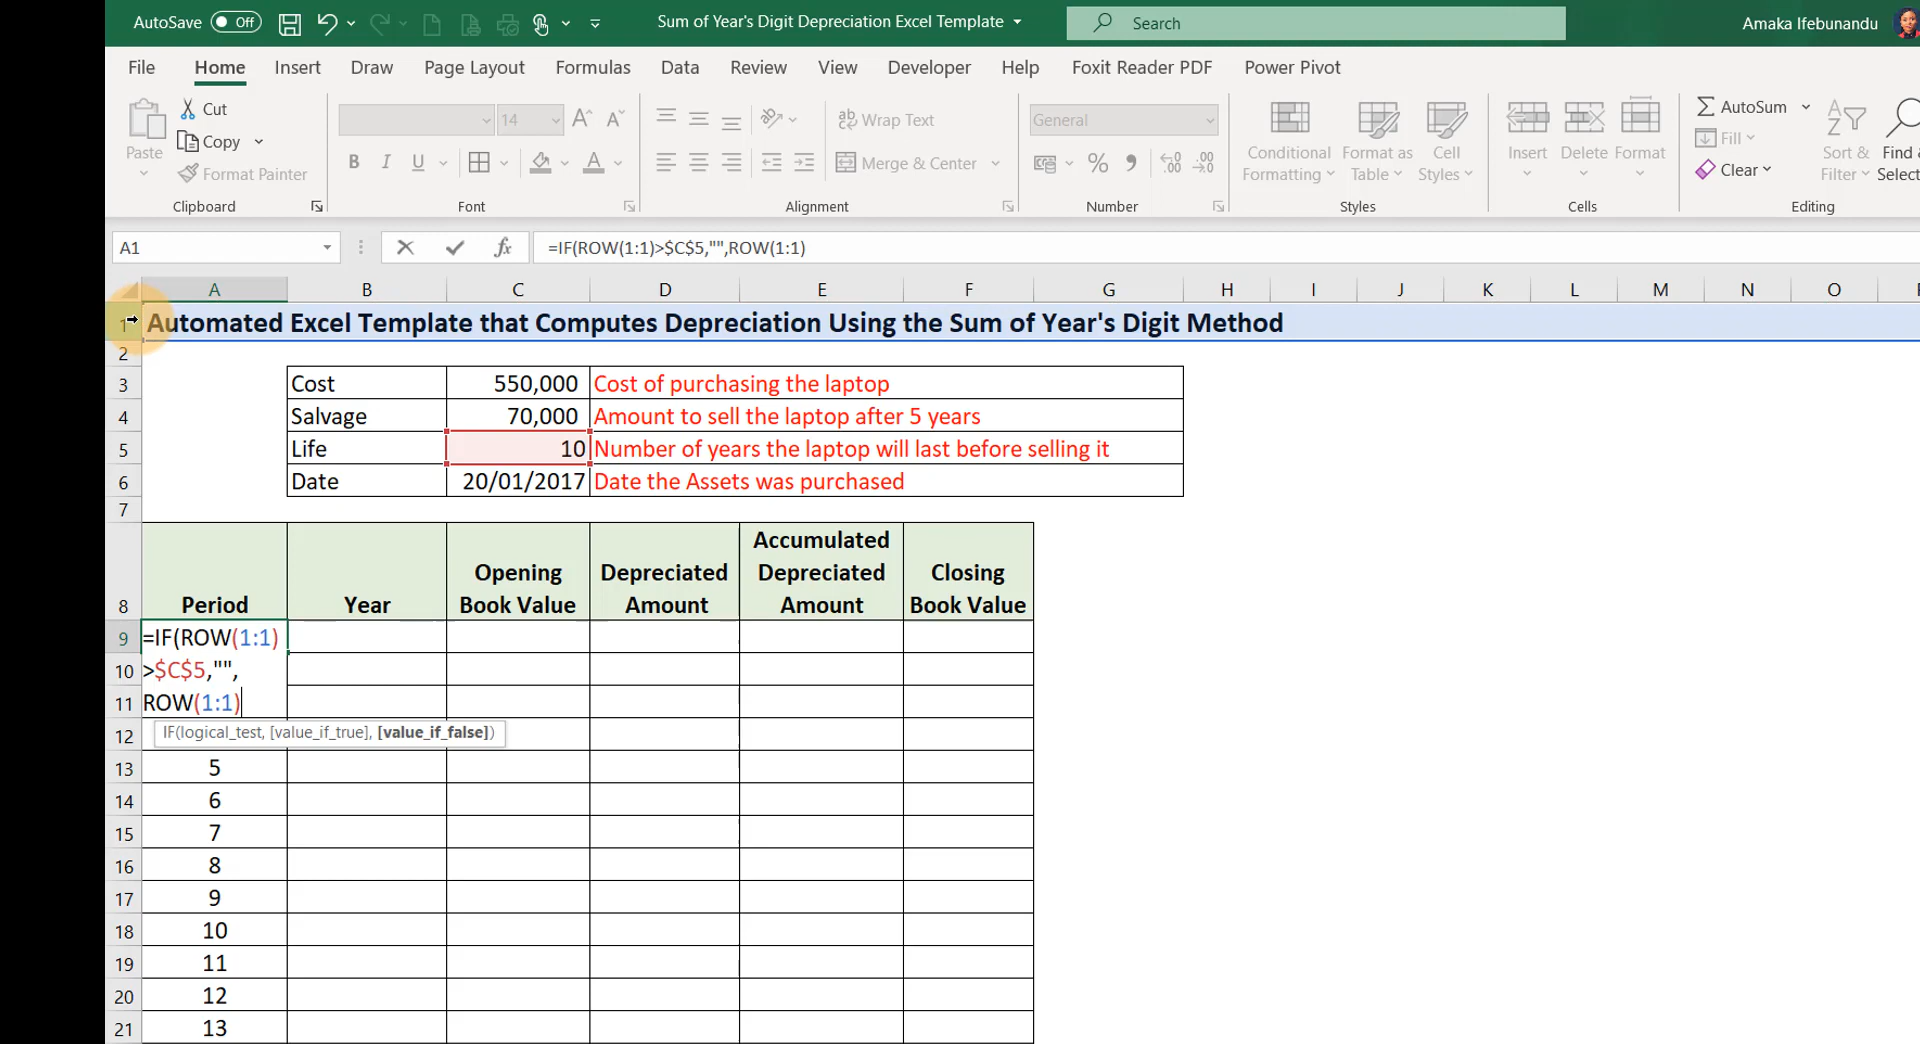 AutoSave Off Sum of Year's Digit Depreciation Excel Template Search Amaka Ifebunandu
File Home Insert Draw Page Layout Formulas Data Review View Developer Help Foxit Reader PDF Power Pivot
Paste Cut Copy Format Painter
Clipboard
14 A A
B I U A
Font
ab Wrap Text
Merge & Center
Alignment
General
% 9 .00
Number
Conditional Formatting Format as Table Cell Styles
Styles
Insert Delete Format
Cells
AutoSum Fill Clear
Sort & Filter Find & Select
Editing
A1 fx =IF(ROW(1:1)>$C$5,"",ROW(1:1)
A B C D E F G H I J K L M N O
1 Automated Excel Template that Computes Depreciation Using the Sum of Year's Digit Method
2
3 Cost 550,000 Cost of purchasing the laptop
4 Salvage 70,000 Amount to sell the laptop after 5 years
5 Life 10 Number of years the laptop will last before selling it
6 Date 20/01/2017 Date the Assets was purchased
7
8 Period Year Opening Book Value Depreciated Amount Accumulated Depreciated Amount Closing Book Value
9 =IF(ROW(1:1)
10 >$C$5,"",
11 ROW(1:1)
12 IF(logical_test, [value_if_true], [value_if_false])
13 5
14 6
15 7
16 8
17 9
18 10
19 11
20 12
21 13